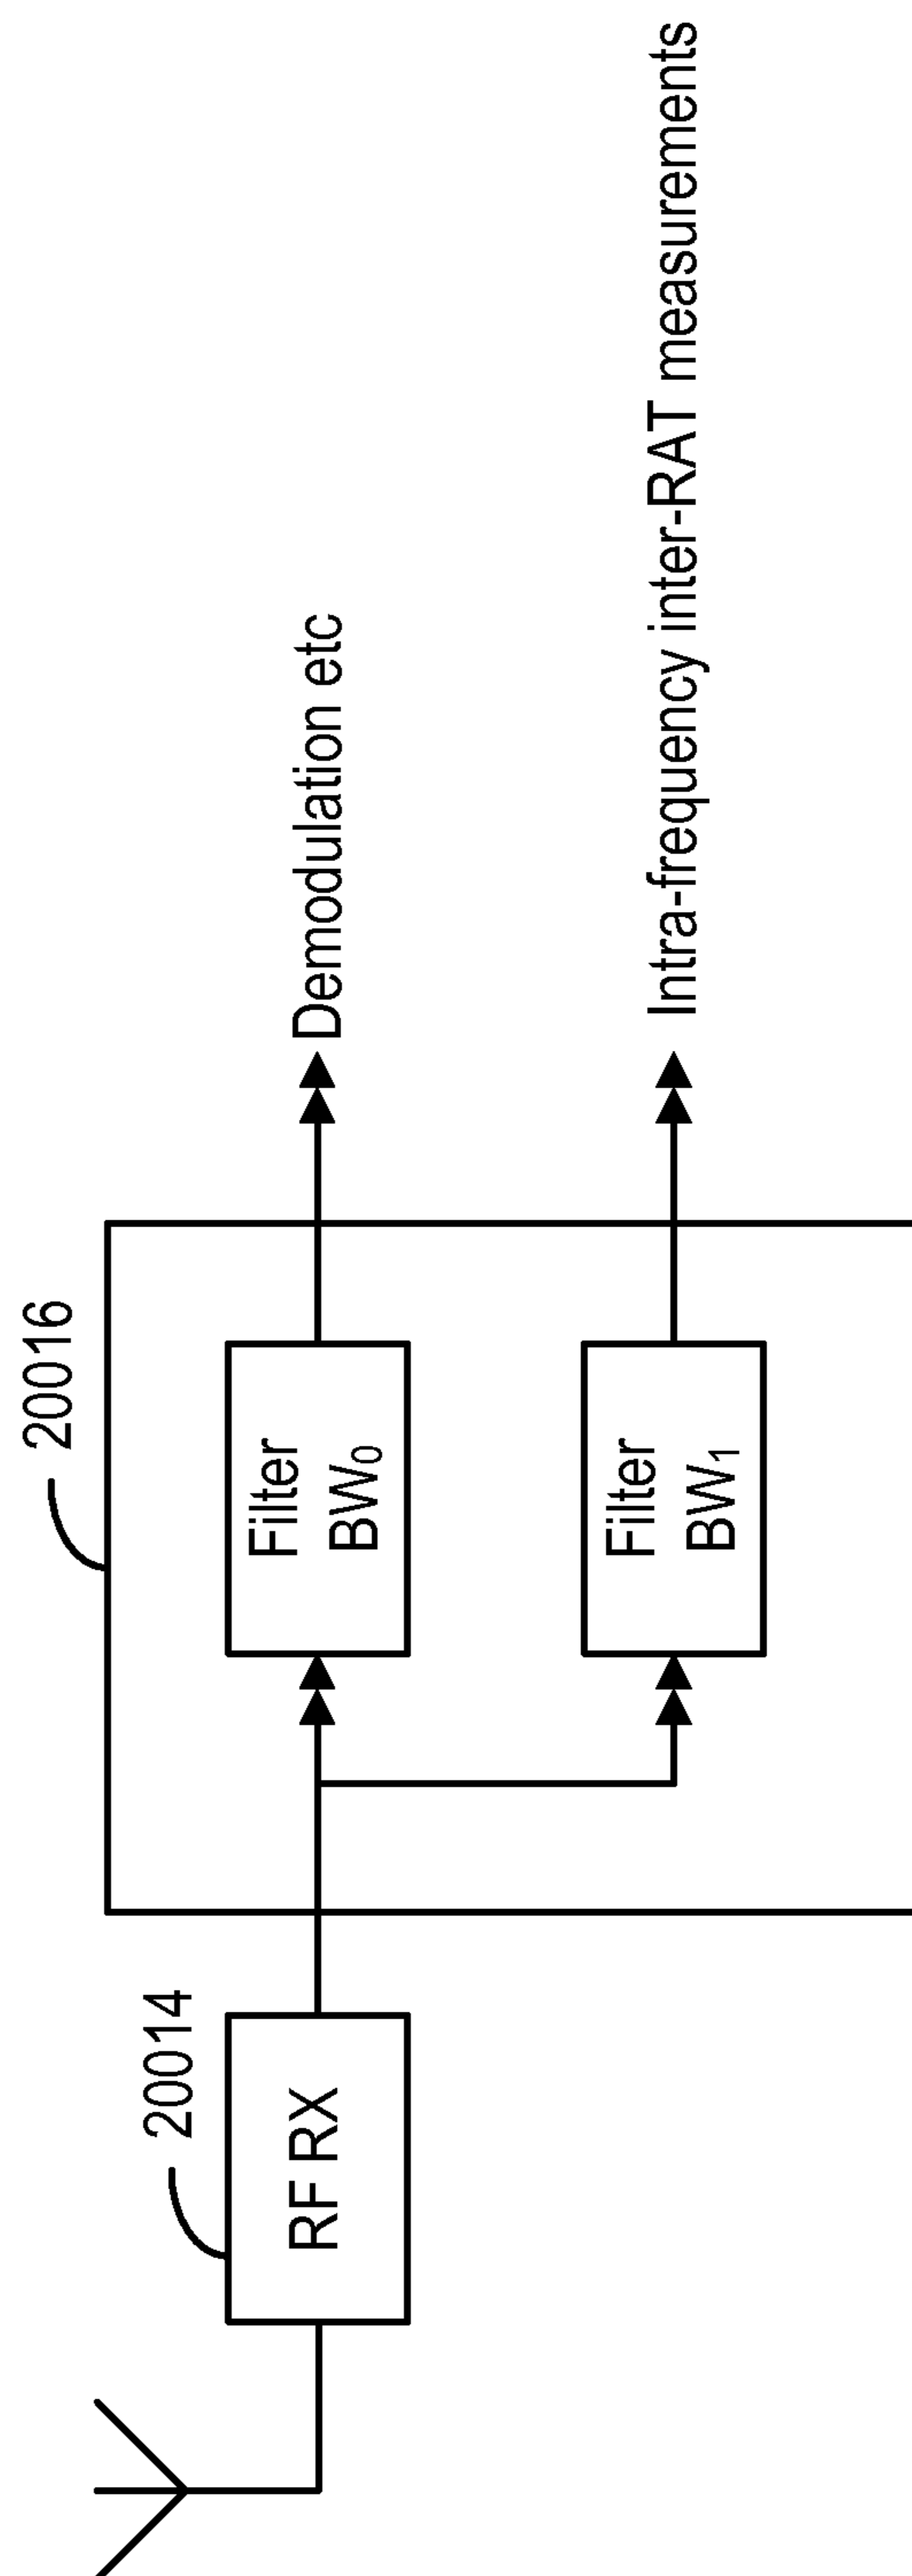 20014
RF RX
20016
Filter
BW₀
Demodulation etc
Filter
BW₁
Intra-frequency inter-RAT measurements